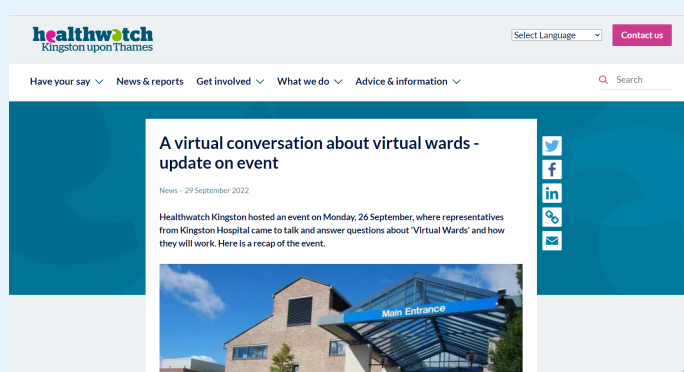 healthwatch
Kingston upon Thames
Select Language
Contact us
Have your say
News & reports
Get involved
What we do
Advice & information
Search
A virtual conversation about virtual wards -
update on event
News – 29 September 2022
Healthwatch Kingston hosted an event on Monday, 26 September, where representatives
from Kingston Hospital came to talk and answer questions about 'Virtual Wards' and how
they will work. Here is a recap of the event.
Main Entrance